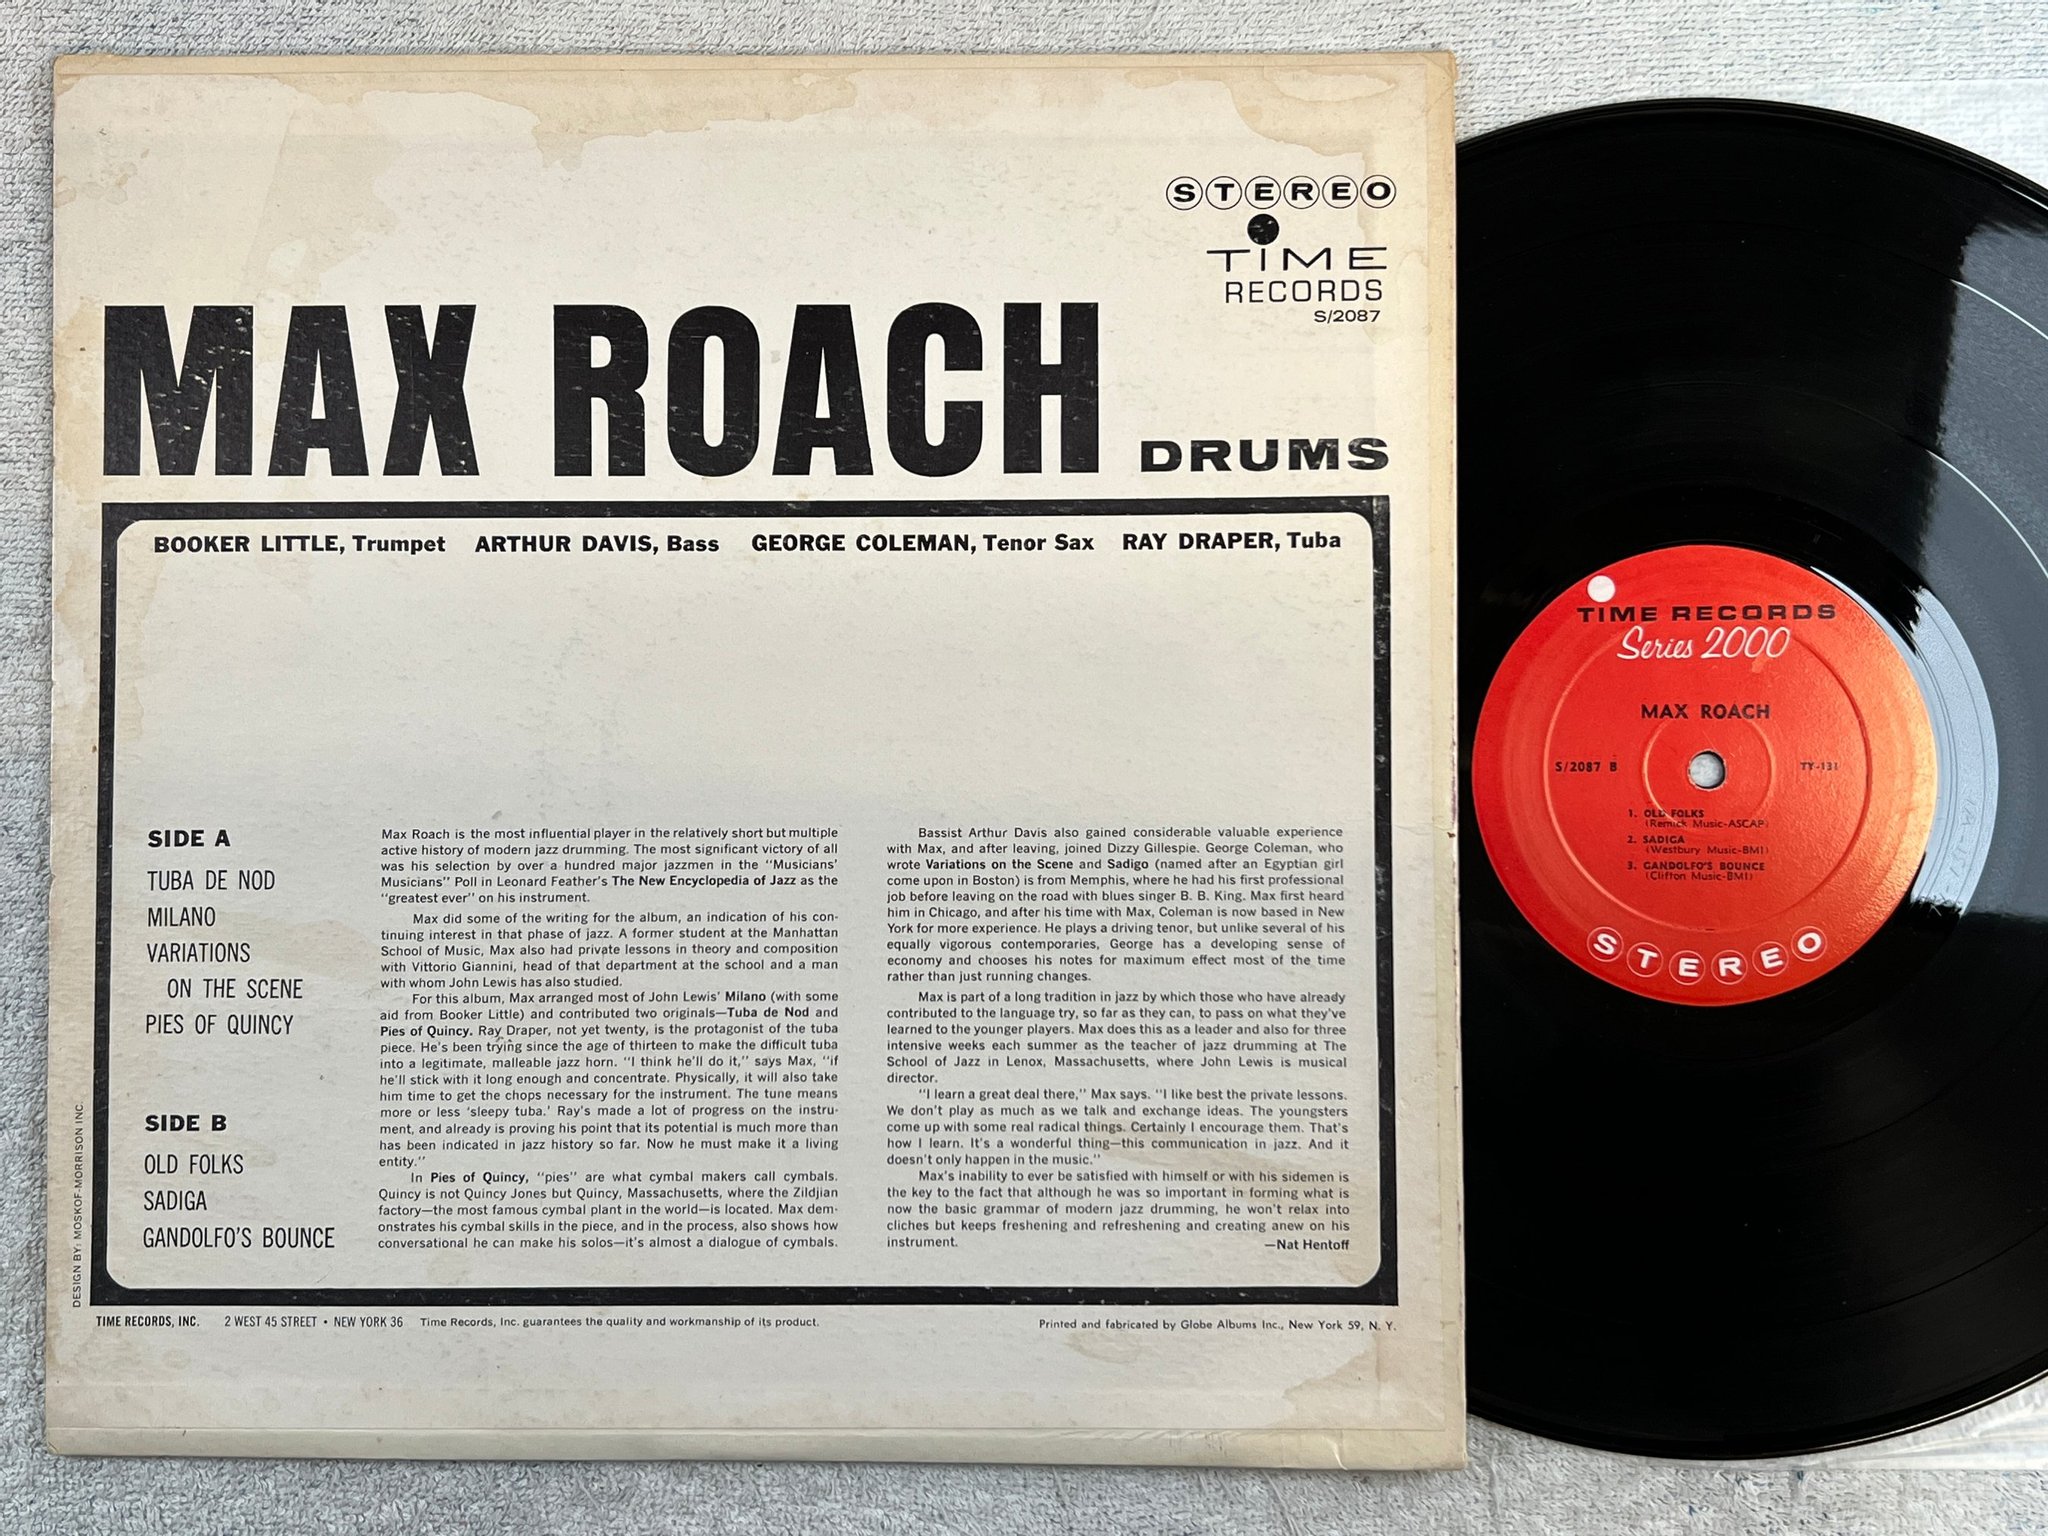 STEREO
TIME
RECORDS
S/2087
MAX ROACH DRUMS
BOOKER LITTLE, Trumpet ARTHUR DAVIS, Bass GEORGE COLEMAN, Tenor Sax RAY DRAPER, Tuba
SIDE A
TUBA DE NOD
MILANO
VARIATIONS
ON THE SCENE
PIES OF QUINCY
SIDE B
OLD FOLKS
SADIGA
GANDOLFO'S BOUNCE
Max Roach is the most influential player in the relatively short but multiple
active history of modern jazz drumming. The most significant victory of all
was his selection by over a hundred major jazzmen in the "Musicians'
Musicians" Poll in Leonard Feather's The New Encyclopedia of Jazz as the
"greatest ever" on his instrument.
Max did some of the writing for the album, an indication of his con-
tinuing interest in that phase of jazz. A former student at the Manhattan
School of Music, Max also had private lessons in theory and composition
with Vittorio Giannini, head of that department at the school and a man
with whom John Lewis has also studied.
For this album, Max arranged most of John Lewis' Milano (with some
aid from Booker Little) and contributed two originals—Tuba de Nod and
Pies of Quincy. Ray Draper, not yet twenty, is the protagonist of the tuba
piece. He's been trying since the age of thirteen to make the difficult tuba
into a legitimate, malleable jazz horn. "I think he'll do it," says Max, "if
he'll stick with it long enough and concentrate. Physically, it will also take
him time to get the chops necessary for the instrument. The tune means
more or less 'sleepy tuba.' Ray's made a lot of progress on the instru-
ment, and already is proving his point that its potential is much more than
has been indicated in jazz history so far. Now he must make it a living
entity."
In Pies of Quincy, "pies" are what cymbal makers call cymbals.
Quincy is not Quincy Jones but Quincy, Massachusetts, where the Zildjian
factory—the most famous cymbal plant in the world—is located. Max dem-
onstrates his cymbal skills in the piece, and in the process, also shows how
conversational he can make his solos—it's almost a dialogue of cymbals.
Bassist Arthur Davis also gained considerable valuable experience
with Max, and after leaving, joined Dizzy Gillespie. George Coleman, who
wrote Variations on the Scene and Sadigo (named after an Egyptian girl
come upon in Boston) is from Memphis, where he had his first professional
job before leaving on the road with blues singer B. B. King. Max first heard
him in Chicago, and after his time with Max, Coleman is now based in New
York for more experience. He plays a driving tenor, but unlike several of his
equally vigorous contemporaries, George has a developing sense of
economy and chooses his notes for maximum effect most of the time
rather than just running changes.
Max is part of a long tradition in jazz by which those who have already
contributed to the language try, so far as they can, to pass on what they've
learned to the younger players. Max does this as a leader and also for three
intensive weeks each summer as the teacher of jazz drumming at The
School of Jazz in Lenox, Massachusetts, where John Lewis is musical
director.
"I learn a great deal there," Max says. "I like best the private lessons.
We don't play as much as we talk and exchange ideas. The youngsters
come up with some real radical things. Certainly I encourage them. That's
how I learn. It's a wonderful thing—this communication in jazz. And it
doesn't only happen in the music."
Max's inability to ever be satisfied with himself or with his sidemen is
the key to the fact that although he was so important in forming what is
now the basic grammar of modern jazz drumming, he won't relax into
cliches but keeps freshening and refreshening and creating anew on his
instrument. —Nat Hentoff
DESIGN BY: MOSKOF-MORRISON INC.
TIME RECORDS, INC. 2 WEST 45 STREET • NEW YORK 36 Time Records, Inc. guarantees the quality and workmanship of its product. Printed and fabricated by Globe Albums Inc., New York 59, N. Y.
TIME RECORDS
Series 2000
MAX ROACH
S/2087 B TY-131
1. OLD FOLKS
(Remick Music-ASCAP)
2. SADIGA
(Westbury Music-BMI)
3. GANDOLFO'S BOUNCE
(Clifton Music-BMI)
STEREO